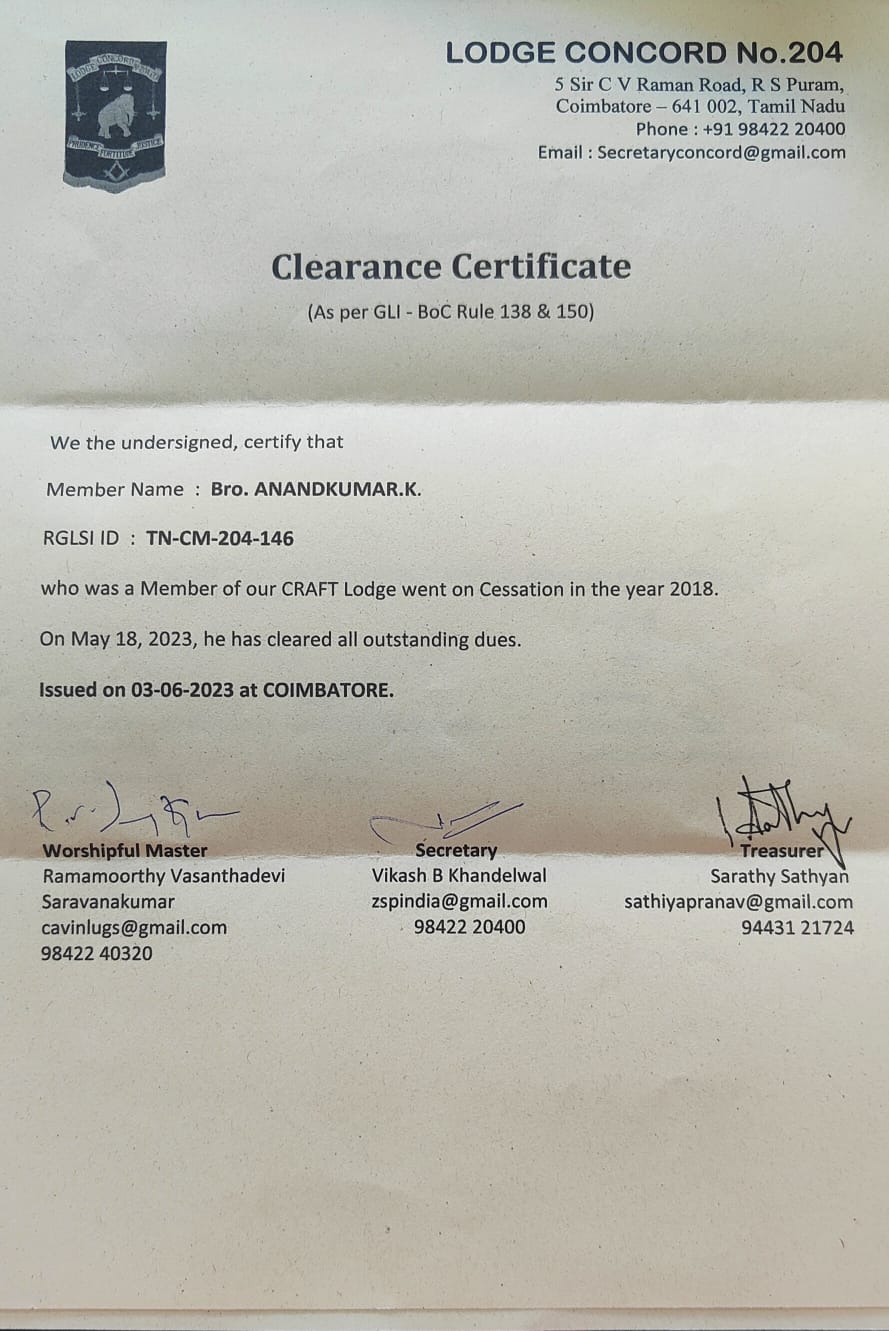 LODGE CONCORD No.204
5 Sir C V Raman Road, R S Puram,
Coimbatore – 641 002, Tamil Nadu
Phone : +91 98422 20400
Email : Secretaryconcord@gmail.com
LODGE CONCORD
PRUDENCE FORTITUDE JUSTICE
Clearance Certificate
(As per GLI - BoC Rule 138 & 150)
We the undersigned, certify that
Member Name : Bro. ANANDKUMAR.K.
RGLSI ID : TN-CM-204-146
who was a Member of our CRAFT Lodge went on Cessation in the year 2018.
On May 18, 2023, he has cleared all outstanding dues.
Issued on 03-06-2023 at COIMBATORE.
Worshipful Master
Ramamoorthy Vasanthadevi
Saravanakumar
cavinlugs@gmail.com
98422 40320
Secretary
Vikash B Khandelwal
zspindia@gmail.com
98422 20400
Treasurer
Sarathy Sathyan
sathiyapranav@gmail.com
94431 21724